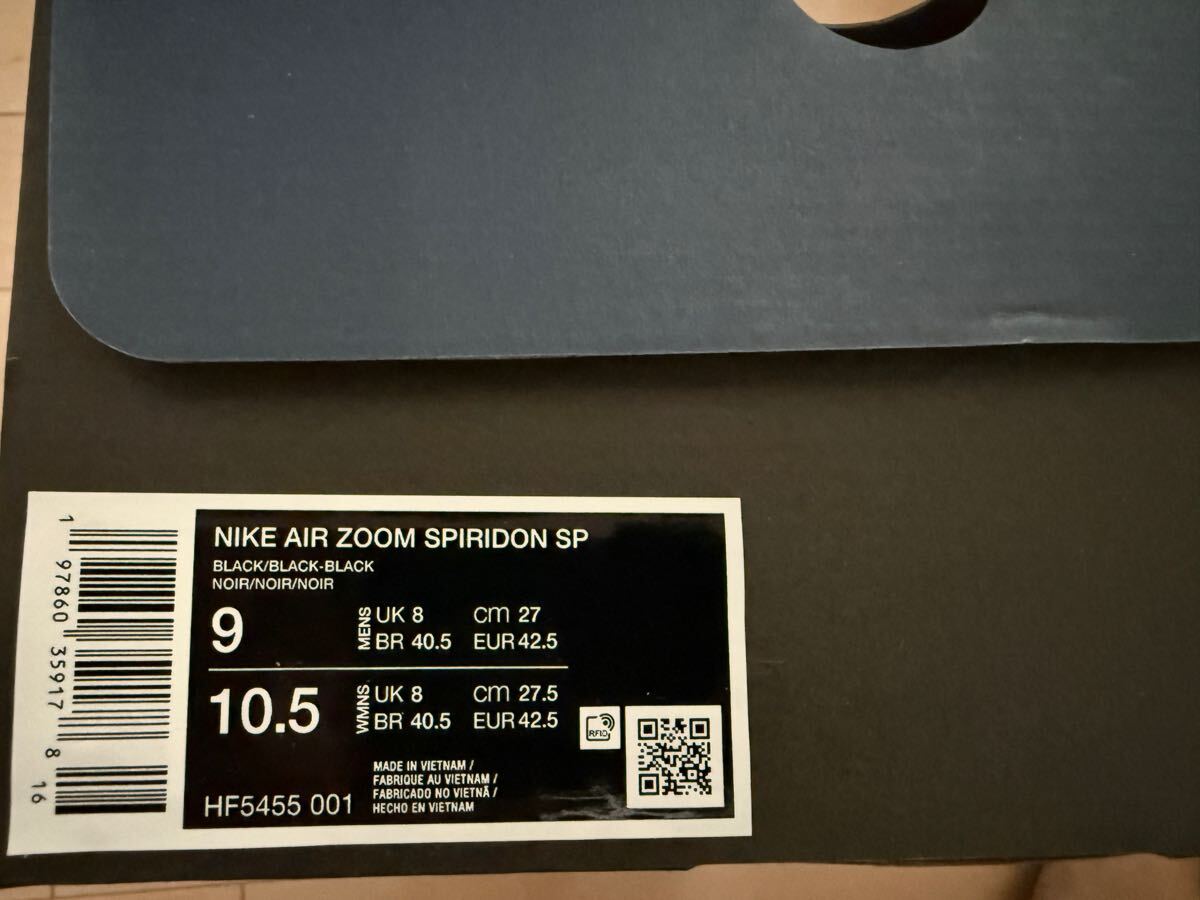 NIKE AIR ZOOM SPIRIDON SP
BLACK/BLACK-BLACK
NOIR/NOIR/NOIR
9 MENS UK 8 cm 27
BR 40.5 EUR 42.5
10.5 WMNS UK 8 cm 27.5
BR 40.5 EUR 42.5
RFID
MADE IN VIETNAM /
FABRIQUE AU VIETNAM /
FABRICADO NO VIETNÃ /
HECHO EN VIETNAM
HF5455 001
1 97860 35917 8 16